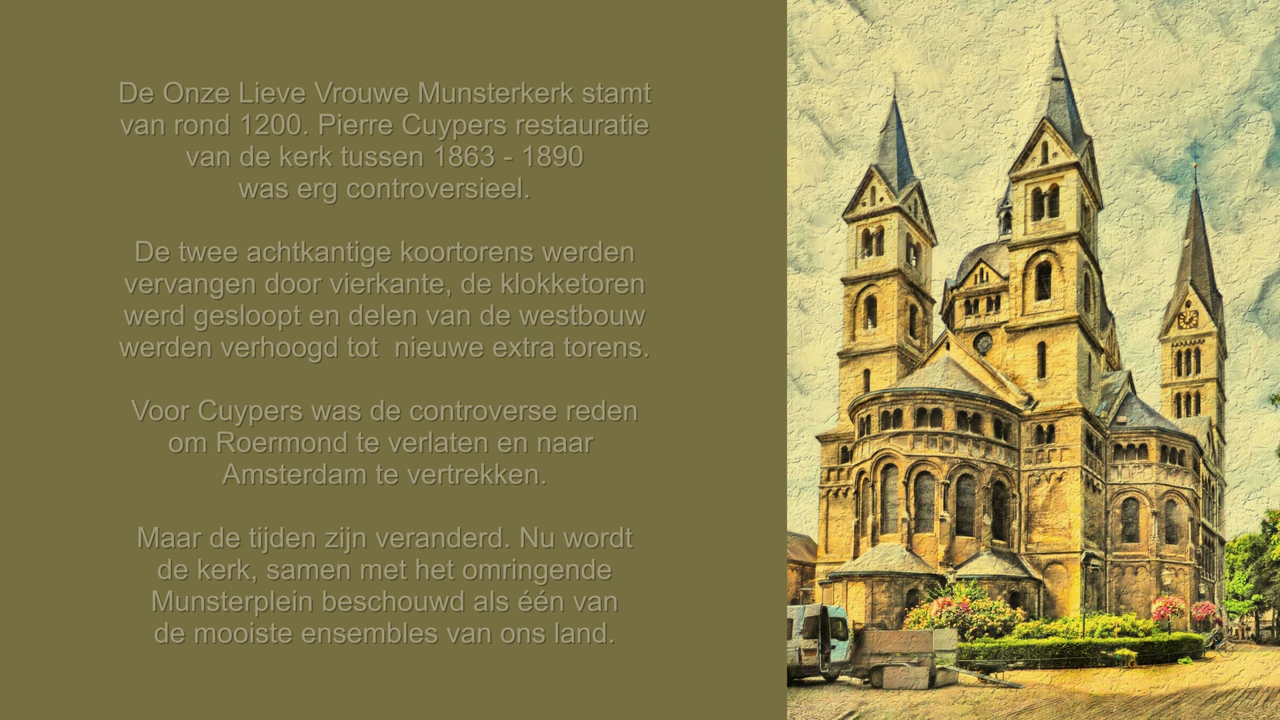 De Onze Lieve Vrouwe Munsterkerk stamt
van rond 1200. Pierre Cuypers restauratie
van de kerk tussen 1863 - 1890
was erg controversieel.
De twee achtkantige koortorens werden
vervangen door vierkante, de klokketoren
werd gesloopt en delen van de westbouw
werden verhoogd tot  nieuwe extra torens.
Voor Cuypers was de controverse reden
om Roermond te verlaten en naar
Amsterdam te vertrekken.
Maar de tijden zijn veranderd. Nu wordt
de kerk, samen met het omringende
Munsterplein beschouwd als één van
de mooiste ensembles van ons land.